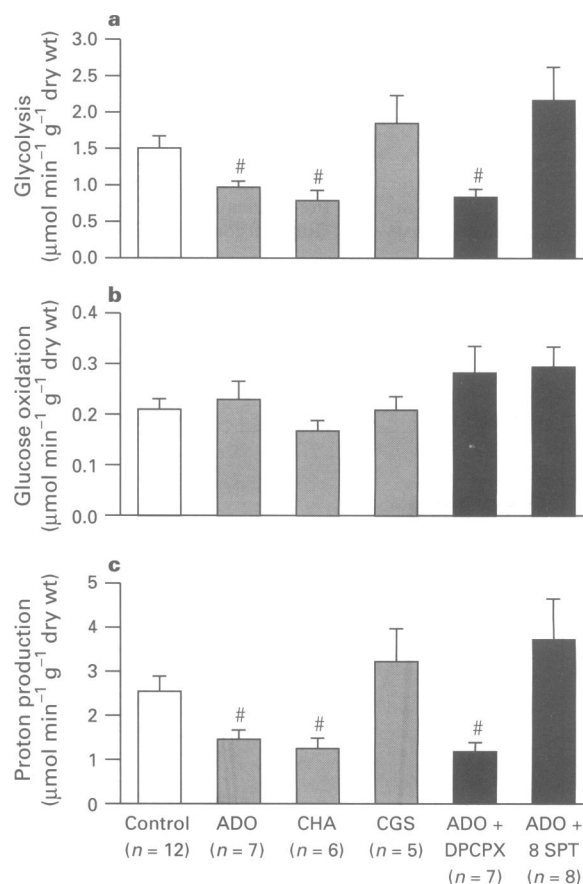 a
Glycolysis
(μmol min⁻¹ g⁻¹ dry wt)
3.0
2.5
2.0
1.5
1.0
0.5
0.0
# # #
b
Glucose oxidation
(μmol min⁻¹ g⁻¹ dry wt)
0.4
0.3
0.2
0.1
0.0
c
Proton production
(μmol min⁻¹ g⁻¹ dry wt)
5
4
3
2
1
0
# # #
Control ADO CHA CGS ADO + ADO +
(n = 12) (n = 7) (n = 6) (n = 5) DPCPX 8 SPT
(n = 7) (n = 8)